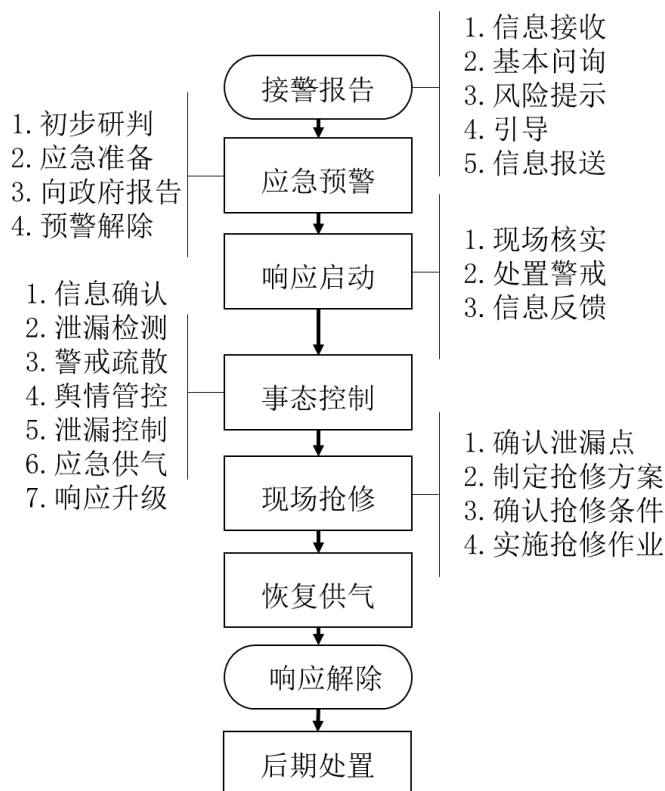 接警报告
1. 信息接收
2. 基本问询
3. 风险提示
4. 引导
5. 信息报送
应急预警
1. 初步研判
2. 应急准备
3. 向政府报告
4. 预警解除
响应启动
1. 现场核实
2. 处置警戒
3. 信息反馈
事态控制
1. 信息确认
2. 泄漏检测
3. 警戒疏散
4. 舆情管控
5. 泄漏控制
6. 应急供气
7. 响应升级
现场抢修
1. 确认泄漏点
2. 制定抢修方案
3. 确认抢修条件
4. 实施抢修作业
恢复供气
响应解除
后期处置